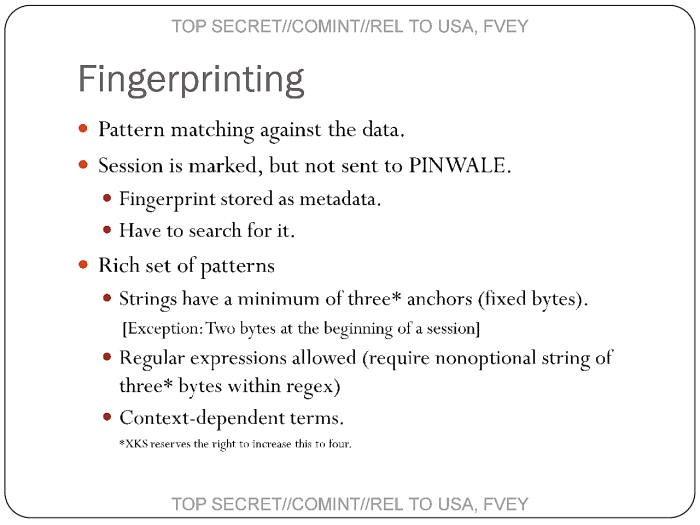 TOP SECRET//COMINT//REL TO USA, FVEY
Fingerprinting
Pattern matching against the data.
Session is marked, but not sent to PINWALE.
Fingerprint stored as metadata.
Have to search for it.
Rich set of patterns
Strings have a minimum of three* anchors (fixed bytes).
[Exception: Two bytes at the beginning of a session]
Regular expressions allowed (require nonoptional string of
three* bytes within regex)
Context-dependent terms.
*XKS reserves the right to increase this to four.
TOP SECRET//COMINT//REL TO USA, FVEY